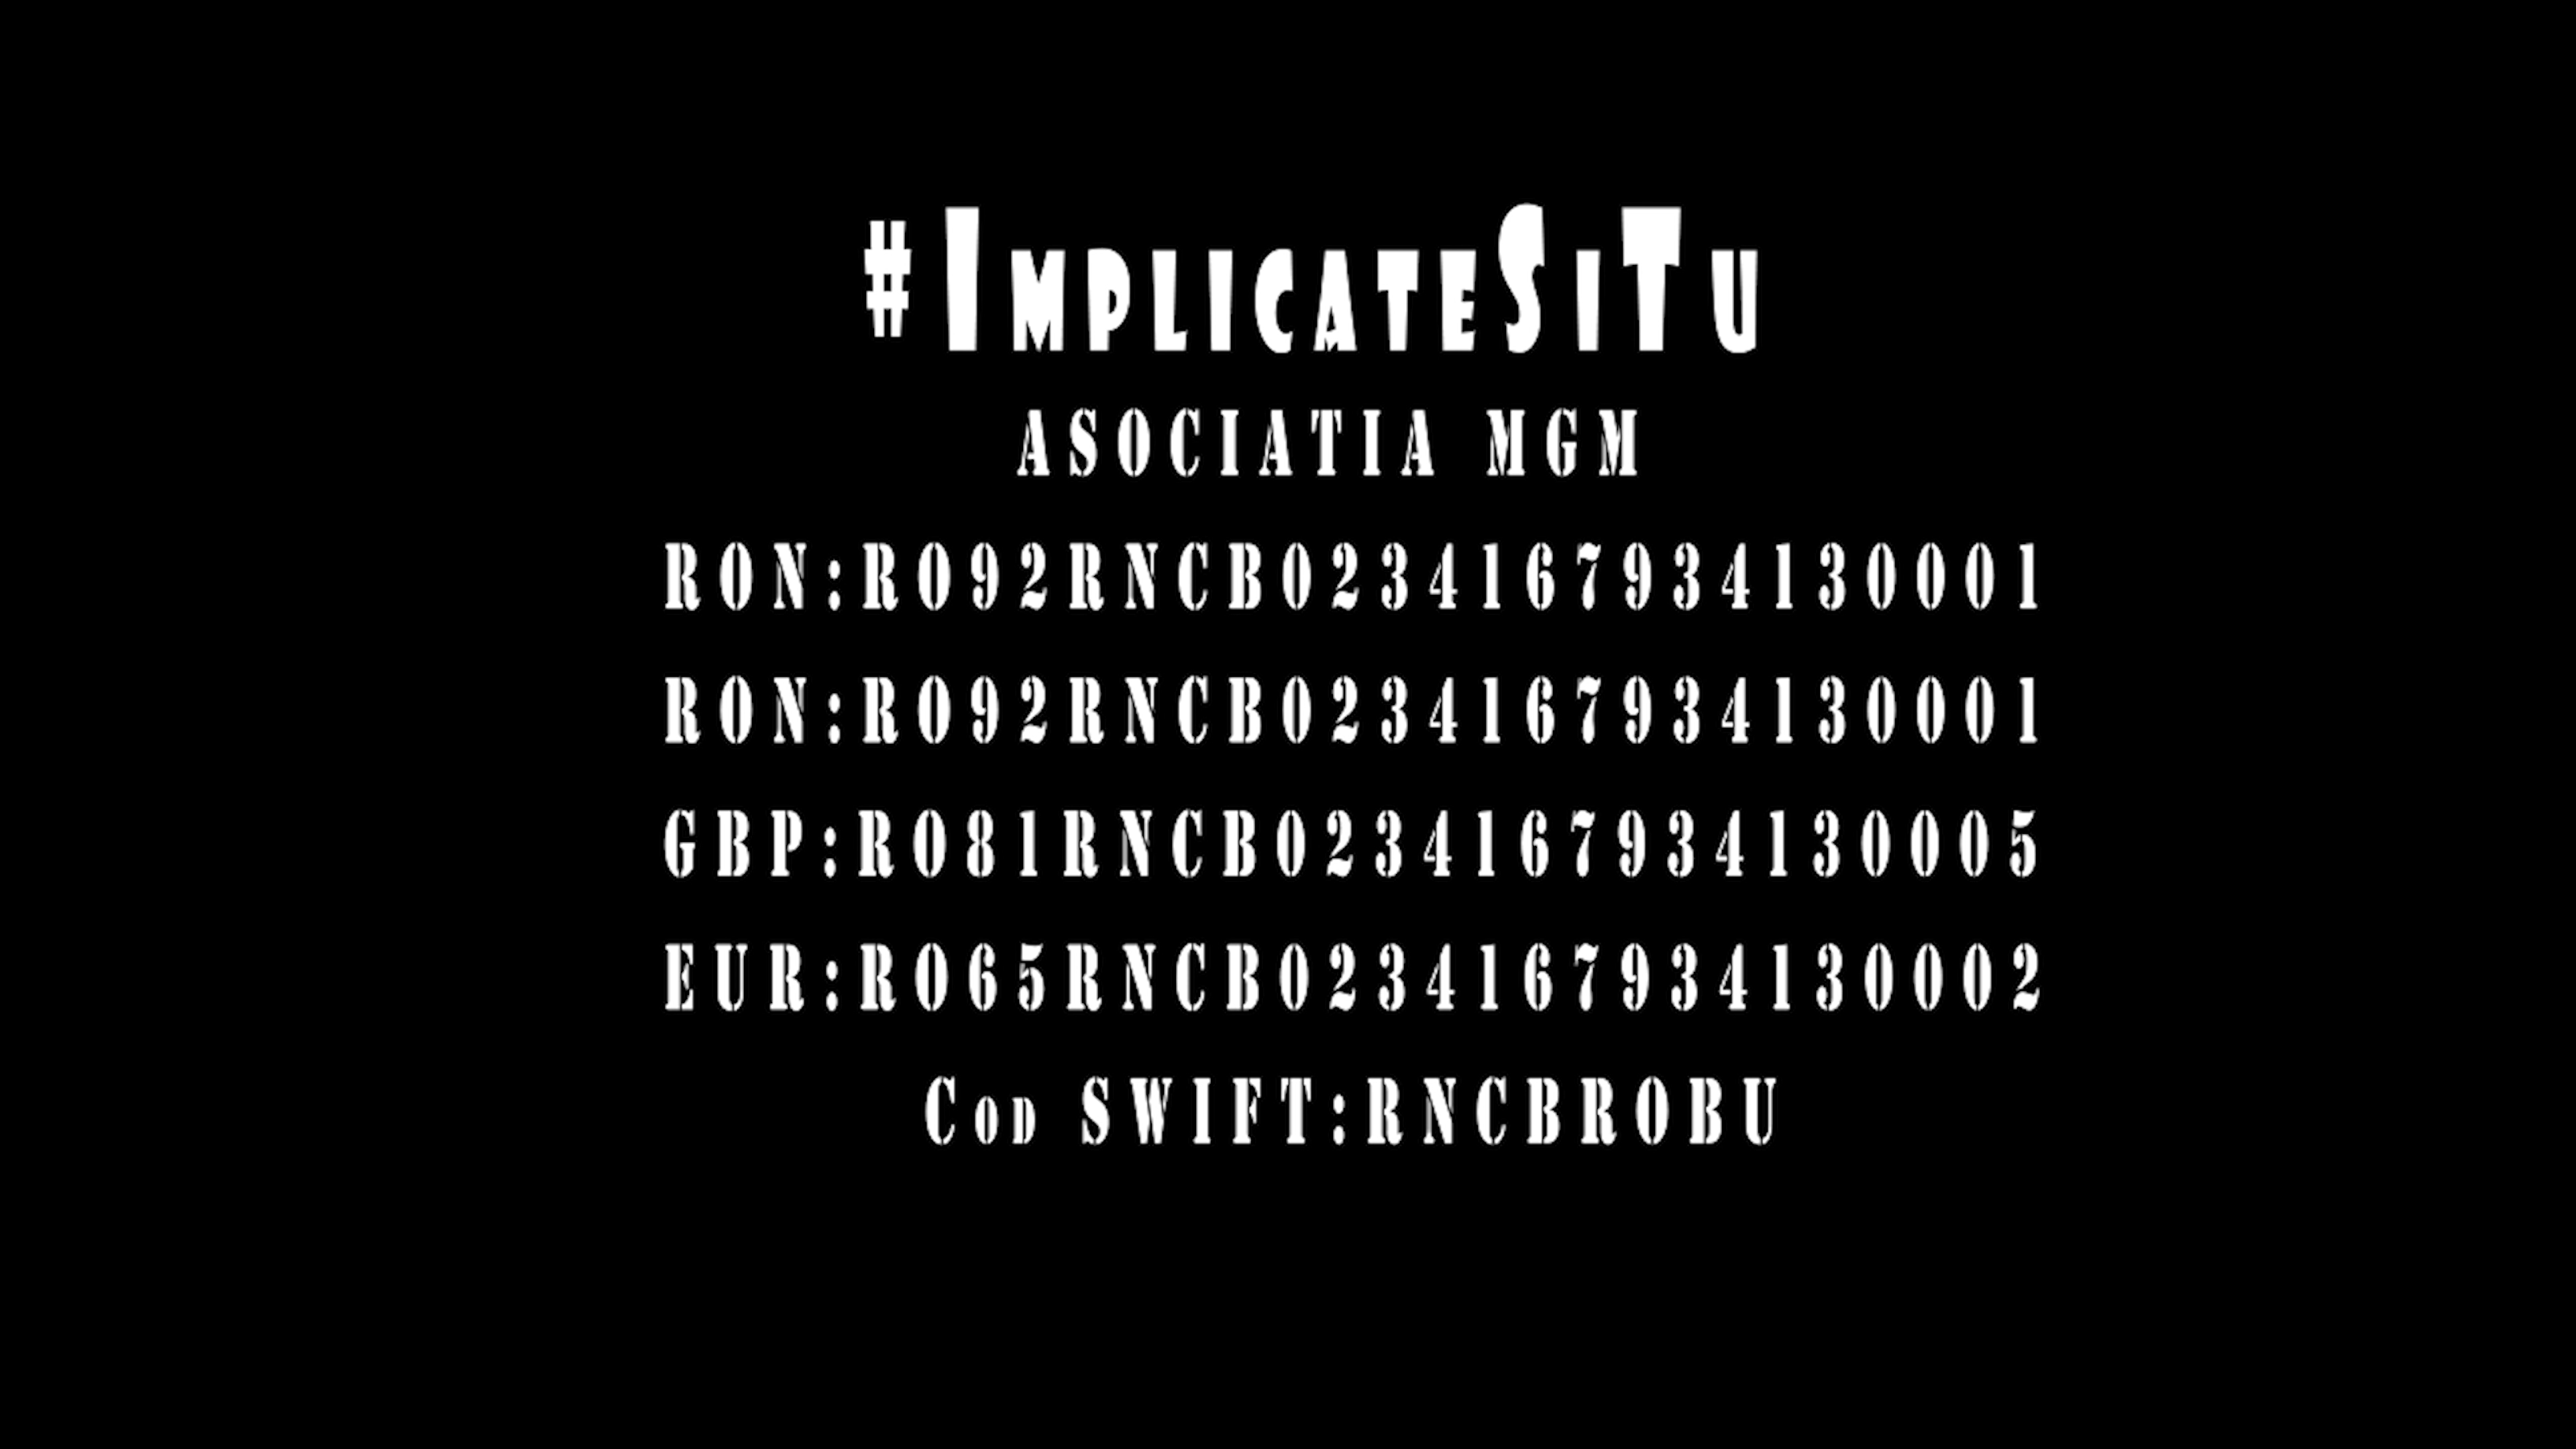 #ImplicateSiTu
ASOCIATIA MGM
RON:RO92RNCB0234167934130001
RON:RO92RNCB0234167934130001
GBP:RO81RNCB0234167934130005
EUR:RO65RNCB0234167934130002
Cod SWIFT:RNCBROBU